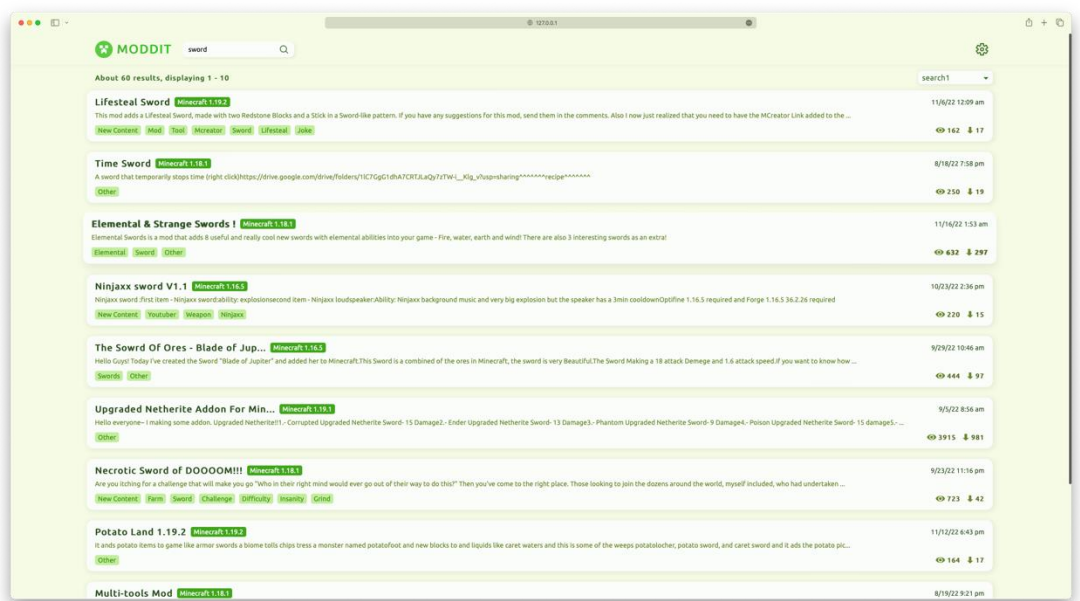 127.0.0.1
MODDIT
sword
About 60 results, displaying 1 - 10
search1
Lifesteal Sword Minecraft 1.19.2 11/6/22 12:09 am
This mod adds a Lifesteal Sword, made with two Redstone Blocks and a Stick in a Sword-like pattern. If you have any suggestions for this mod, send them in the comments. Also I now just realized that you need to have the MCreator Link added to the ...
New Content Mod Tool Mcreator Sword Lifesteal Joke 162 17
Time Sword Minecraft 1.18.1 8/18/22 7:58 pm
A sword that temporarily stops time (right click)https://drive.google.com/drive/folders/1lC7GgG1dhA7CRTJLaQy7zTW-i__Kig_v?usp=sharing^^^^^^^recipe^^^^^^^
Other 250 19
Elemental & Strange Swords ! Minecraft 1.18.1 11/16/22 1:53 am
Elemental Swords is a mod that adds 8 useful and really cool new swords with elemental abilities into your game - Fire, water, earth and wind! There are also 3 interesting swords as an extra!
Elemental Sword Other 632 297
Ninjaxx sword V1.1 Minecraft 1.16.5 10/23/22 2:36 pm
Ninjaxx sword :first item - Ninjaxx sword:ability: explosionsecond item - Ninjaxx loudspeaker:Ability: Ninjaxx background music and very big explosion but the speaker has a 3min cooldownOptifine 1.16.5 required and Forge 1.16.5 36.2.26 required
New Content Youtuber Weapon Ninjaxx 220 15
The Sowrd Of Ores - Blade of Jup... Minecraft 1.16.5 9/29/22 10:46 am
Hello Guys! Today I've created the Sword "Blade of Jupiter" and added her to Minecraft.This Sword is a combined of the ores in Minecraft, the sword is very Beautiful.The Sword Making a 18 attack Demege and 1.6 attack speed.if you want to know how ...
Swords Other 444 97
Upgraded Netherite Addon For Min... Minecraft 1.19.1 9/5/22 8:56 am
Hello everyone~ I making some addon. Upgraded Netherite!!1.- Corrupted Upgraded Netherite Sword- 15 Damage2.- Ender Upgraded Netherite Sword- 13 Damage3.- Phantom Upgraded Netherite Sword-9 Damage4.- Poison Upgraded Netherite Sword- 15 damage5.- ...
Other 3915 981
Necrotic Sword of DOOOOM!!! Minecraft 1.18.1 9/23/22 11:16 pm
Are you itching for a challenge that will make you go "Who in their right mind would ever go out of their way to do this?" Then you've come to the right place. Those looking to join the dozens around the world, myself included, who had undertaken ...
New Content Farm Sword Challenge Difficulty Insanity Grind 723 42
Potato Land 1.19.2 Minecraft 1.19.2 11/12/22 6:43 pm
it ands potato items to game like armor swords a biome tolls chips tress a monster named potatofoot and new blocks to and liquids like caret waters and this is some of the weeps potatolocher, potato sword, and caret sword and it ads the potato pic...
Other 164 17
Multi-tools Mod Minecraft 1.18.1 8/19/22 9:21 pm